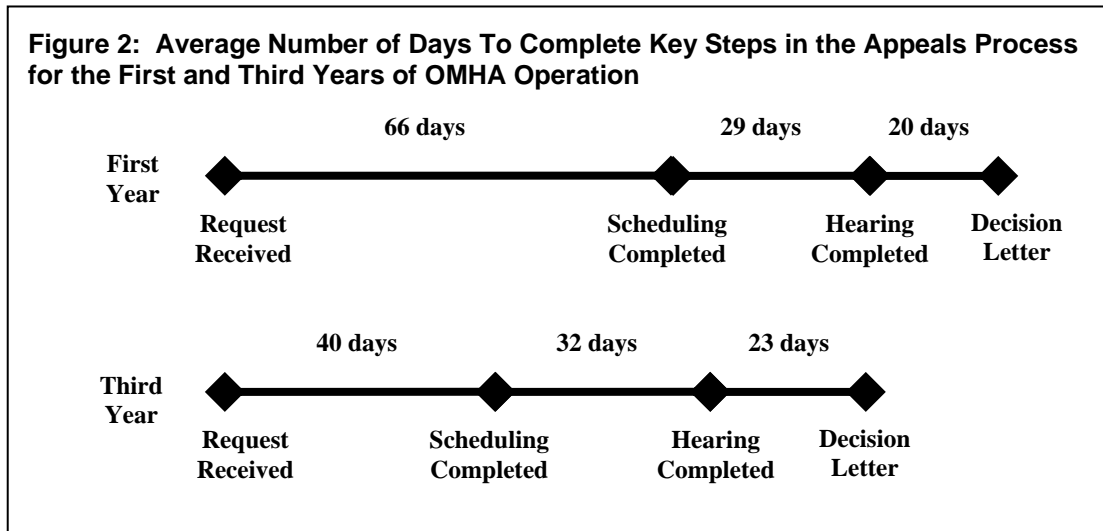 Figure 2: Average Number of Days To Complete Key Steps in the Appeals Process
for the First and Third Years of OMHA Operation
66 days 29 days 20 days
First
Year
Request
Received
Scheduling
Completed
Hearing
Completed
Decision
Letter
40 days 32 days 23 days
Third
Year
Request
Received
Scheduling
Completed
Hearing
Completed
Decision
Letter